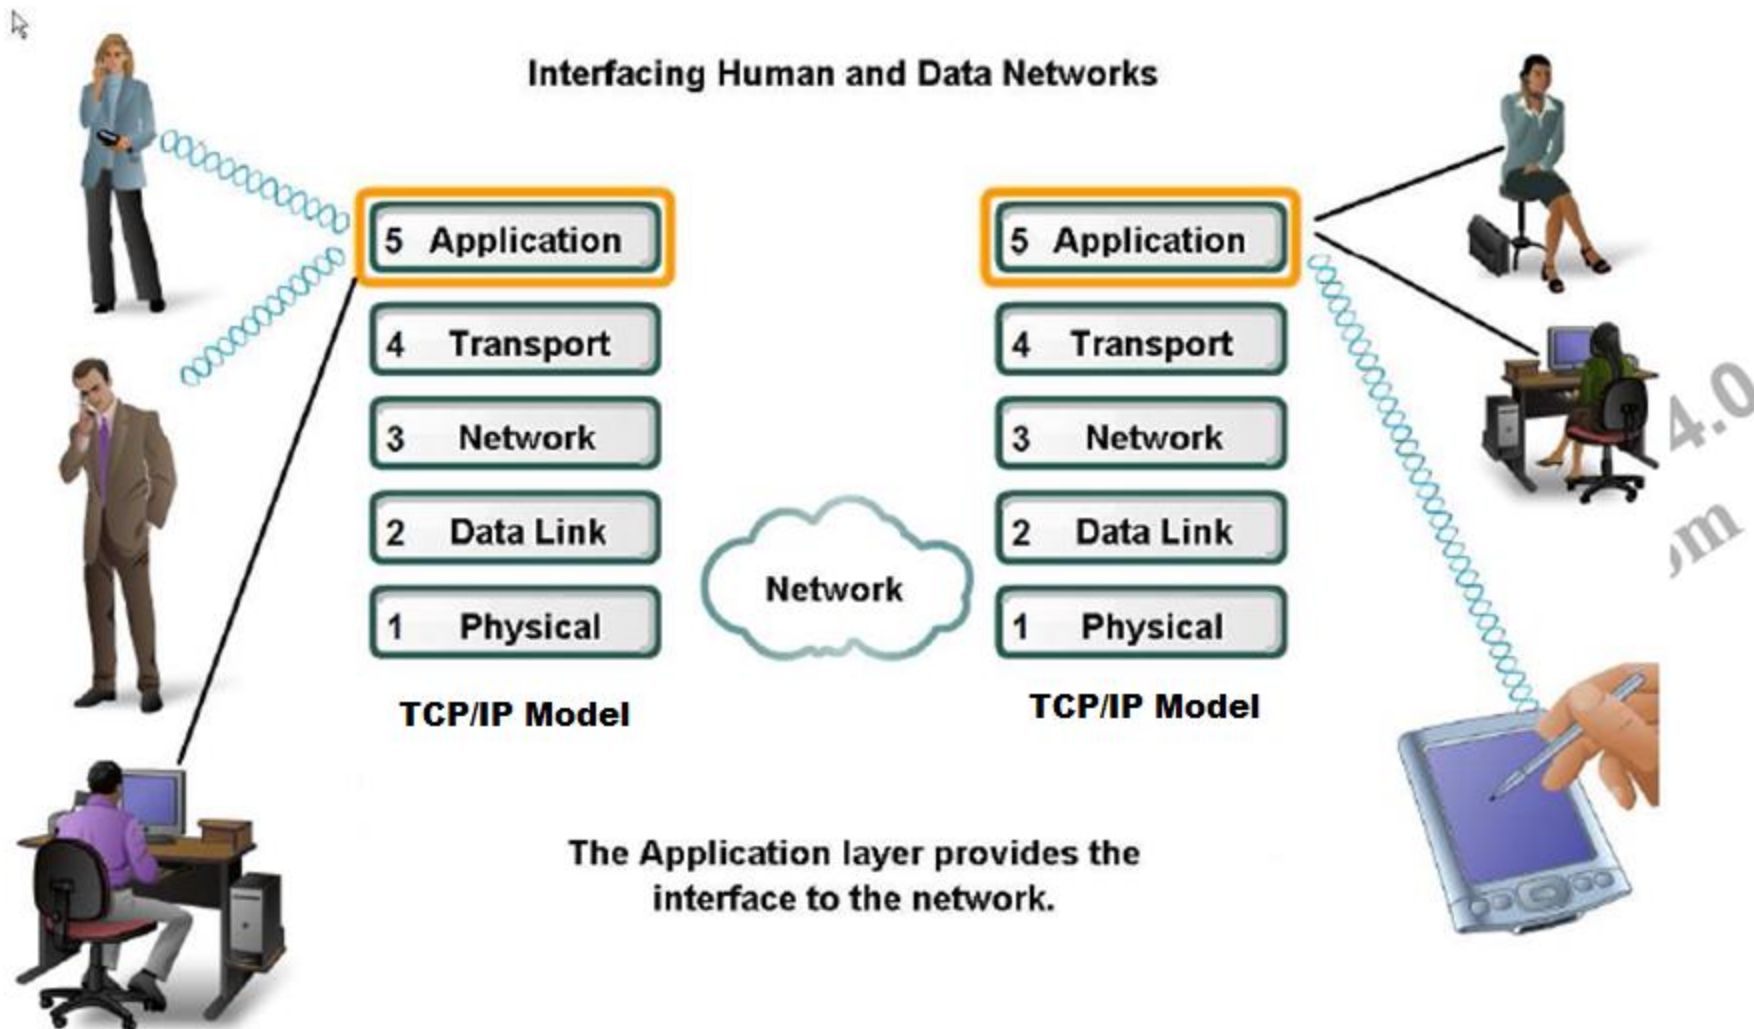 Interfacing Human and Data Networks
5 Application
4 Transport
3 Network
2 Data Link
1 Physical
TCP/IP Model
Network
5 Application
4 Transport
3 Network
2 Data Link
1 Physical
TCP/IP Model
4.0
The Application layer provides the
interface to the network.